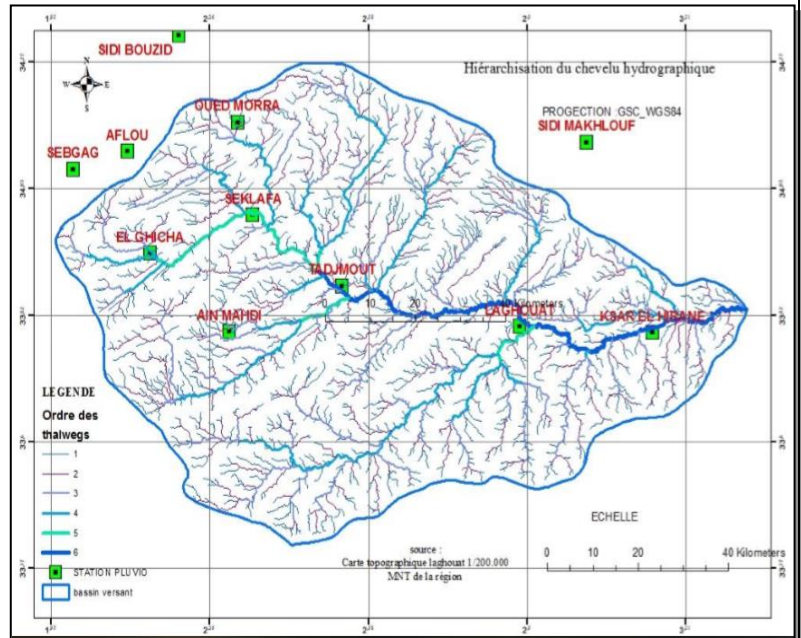 SIDI BOUZID
N
W E
S
Hiérarchisation du chevelu hydrographique
OUED MORRA
PROGECTION :GSC_WGS84
SIDI MAKHLOUF
AFLOU
SEBGAG
SEKLAFA
EL GHICHA
TADJMOUT
0 10 20 40 Kilometers
AIN MAHDI
LAGHOUAT
KSAR EL HIRANE
LEGENDE
Ordre des
thalwegs
1
2
3
4
5
6
STATION PLUVIO
bassin versant
ECHELLE
0 10 20 40 Kilometers
source :
Carte topographique laghouat 1/200.000
MNT de la région